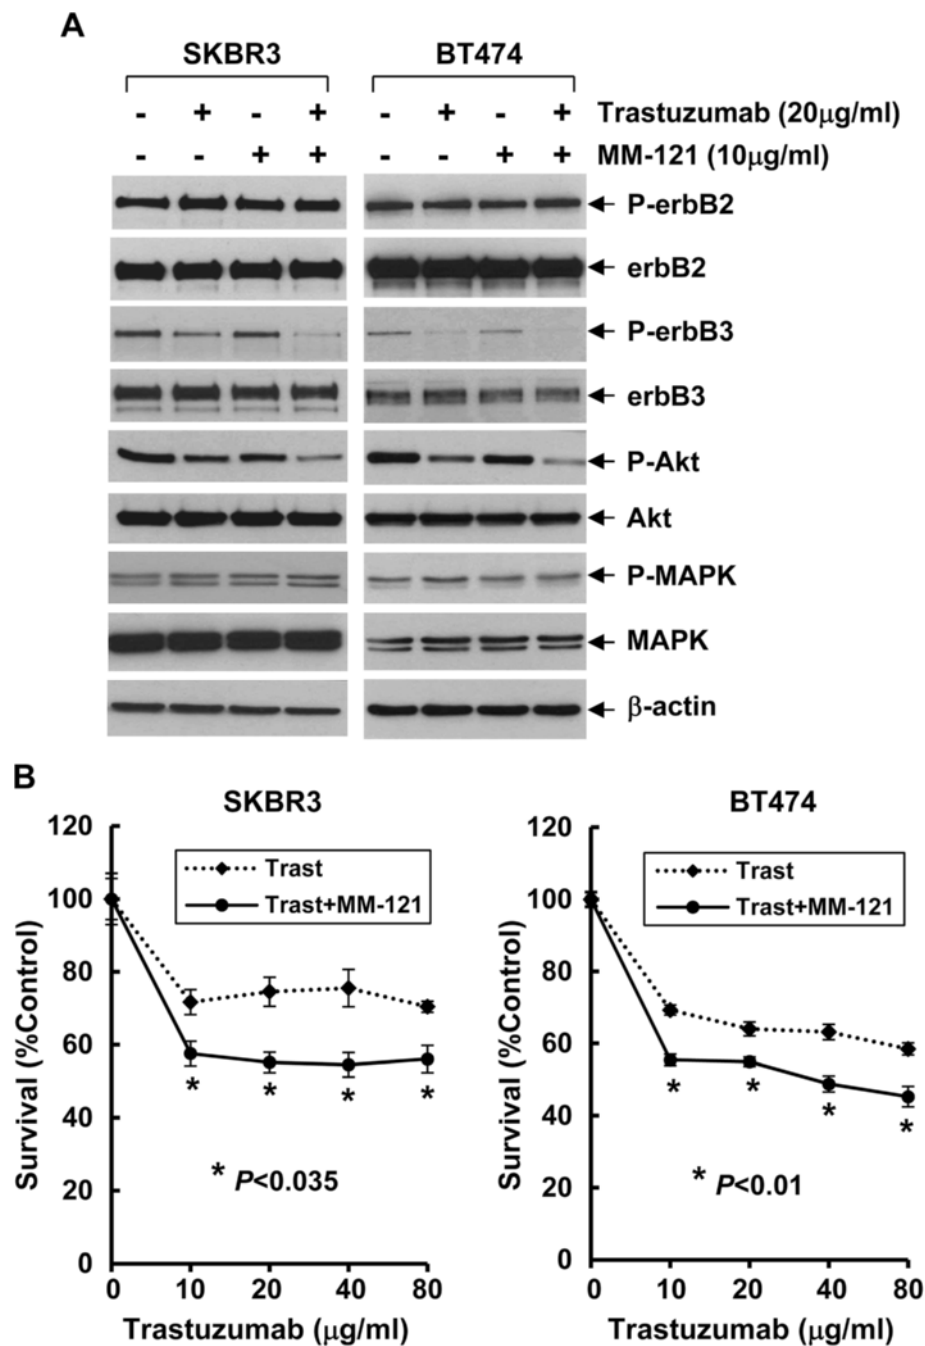 A
SKBR3 BT474
- + - + - + - + Trastuzumab (20μg/ml)
- - + + - - + + MM-121 (10μg/ml)
P-erbB2
erbB2
P-erbB3
erbB3
P-Akt
Akt
P-MAPK
MAPK
β-actin
B
SKBR3
120
100
80
60
40
20
0
Survival (%Control)
Trast
Trast+MM-121
* * * *
* P<0.035
0 10 20 40 80
Trastuzumab (μg/ml)
BT474
120
100
80
60
40
20
0
Survival (%Control)
Trast
Trast+MM-121
* * * *
* P<0.01
0 10 20 40 80
Trastuzumab (μg/ml)